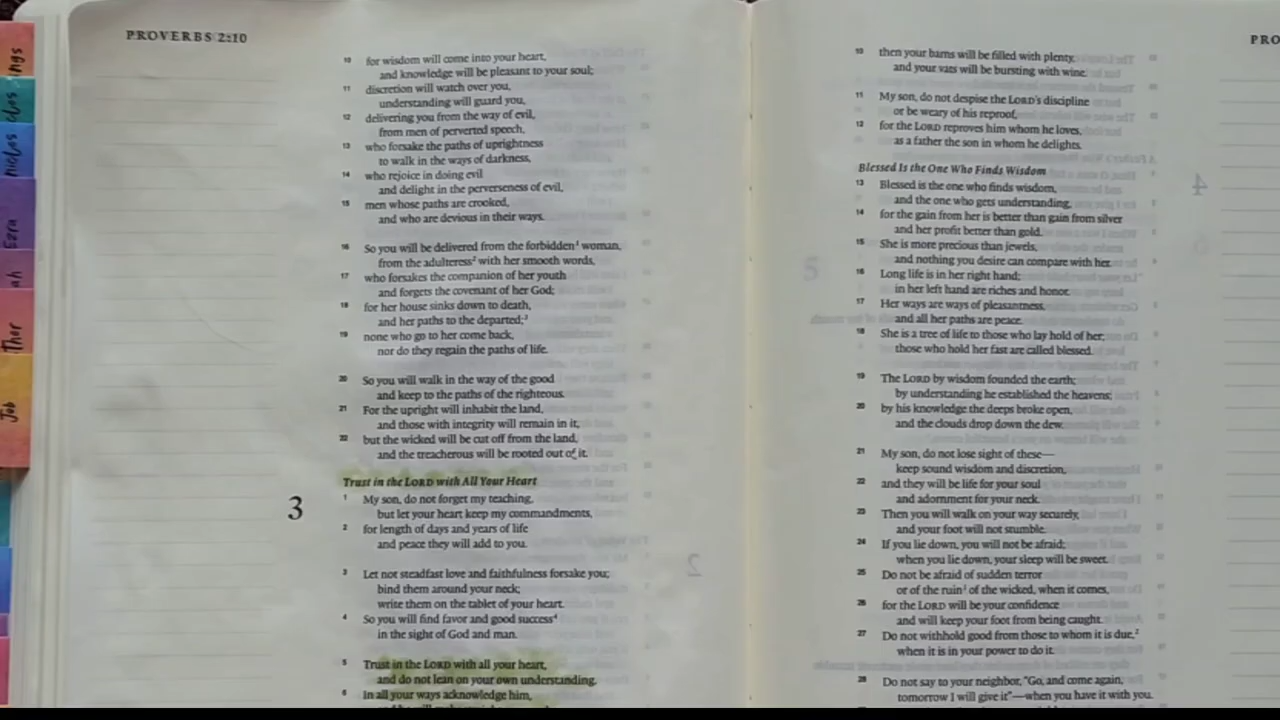 PROVERBS 2:10
ngs
cles
nicles
Ezra
ah
Ther
Job
10 for wisdom will come into your heart,
and knowledge will be pleasant to your soul;
11 discretion will watch over you,
understanding will guard you,
12 delivering you from the way of evil,
from men of perverted speech,
13 who forsake the paths of uprightness
to walk in the ways of darkness,
14 who rejoice in doing evil
and delight in the perverseness of evil,
15 men whose paths are crooked,
and who are devious in their ways.
16 So you will be delivered from the forbidden¹ woman,
from the adulteress² with her smooth words,
17 who forsakes the companion of her youth
and forgets the covenant of her God;
18 for her house sinks down to death,
and her paths to the departed;³
19 none who go to her come back,
nor do they regain the paths of life.
20 So you will walk in the way of the good
and keep to the paths of the righteous.
21 For the upright will inhabit the land,
and those with integrity will remain in it,
22 but the wicked will be cut off from the land,
and the treacherous will be rooted out of it.
Trust in the LORD with All Your Heart
3
1 My son, do not forget my teaching,
but let your heart keep my commandments,
2 for length of days and years of life
and peace they will add to you.
3 Let not steadfast love and faithfulness forsake you;
bind them around your neck;
write them on the tablet of your heart.
4 So you will find favor and good success⁴
in the sight of God and man.
5 Trust in the LORD with all your heart,
and do not lean on your own understanding.
6 In all your ways acknowledge him,
PRO
10 then your barns will be filled with plenty,
and your vats will be bursting with wine.
11 My son, do not despise the LORD's discipline
or be weary of his reproof,
12 for the LORD reproves him whom he loves,
as a father the son in whom he delights.
Blessed Is the One Who Finds Wisdom
13 Blessed is the one who finds wisdom,
and the one who gets understanding,
14 for the gain from her is better than gain from silver
and her profit better than gold.
15 She is more precious than jewels,
and nothing you desire can compare with her.
16 Long life is in her right hand;
in her left hand are riches and honor.
17 Her ways are ways of pleasantness,
and all her paths are peace.
18 She is a tree of life to those who lay hold of her;
those who hold her fast are called blessed.
19 The LORD by wisdom founded the earth;
by understanding he established the heavens;
20 by his knowledge the deeps broke open,
and the clouds drop down the dew.
21 My son, do not lose sight of these—
keep sound wisdom and discretion,
22 and they will be life for your soul
and adornment for your neck.
23 Then you will walk on your way securely,
and your foot will not stumble.
24 If you lie down, you will not be afraid;
when you lie down, your sleep will be sweet.
25 Do not be afraid of sudden terror
or of the ruin¹ of the wicked, when it comes,
26 for the LORD will be your confidence
and will keep your foot from being caught.
27 Do not withhold good from those to whom it is due,²
when it is in your power to do it.
28 Do not say to your neighbor, "Go, and come again,
tomorrow I will give it"—when you have it with you.